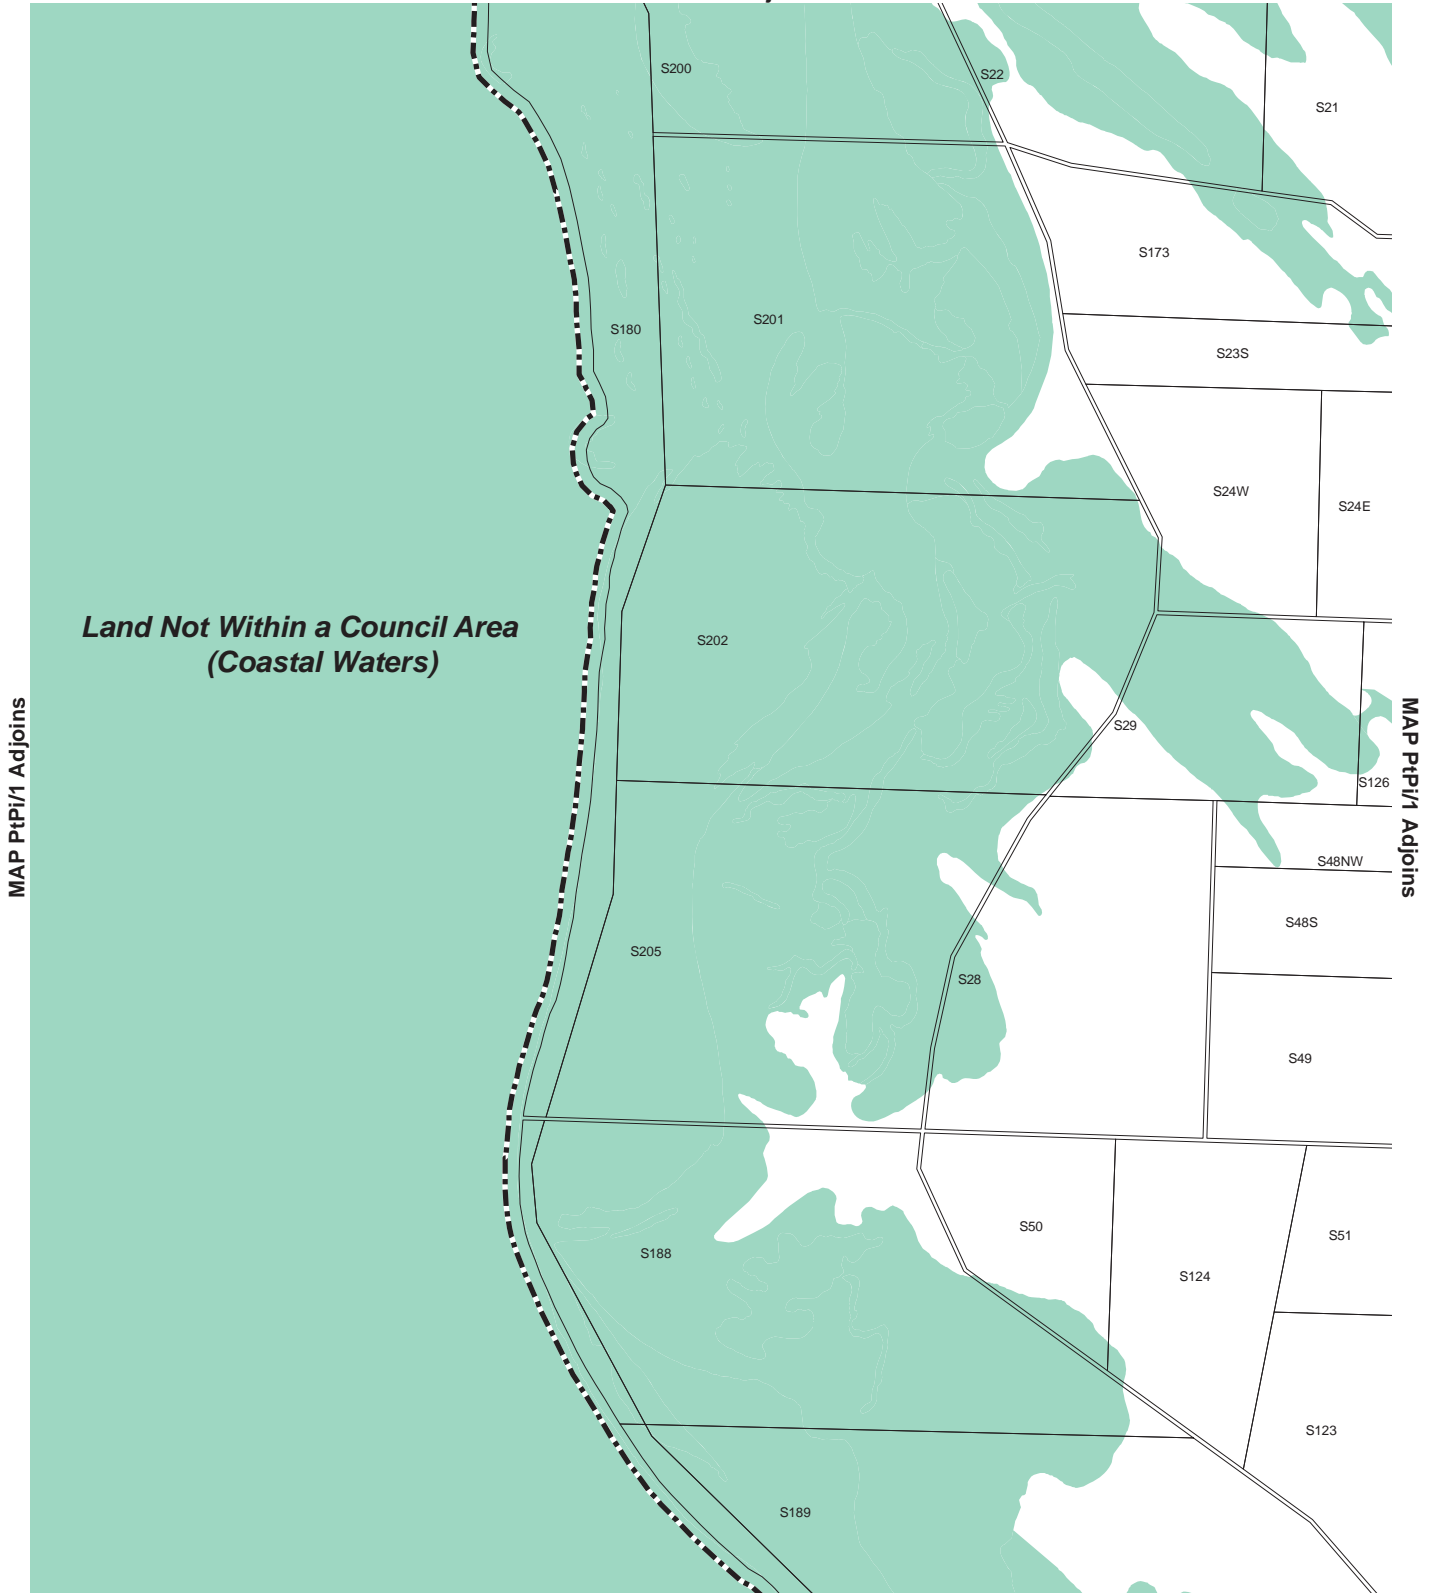 S200
S22
S21
S173
S180
S201
S23S
S24W
S24E
Land Not Within a Council Area
(Coastal Waters)
S202
MAP PtPi/1 Adjoins
MAP PtPi/1 Adjoins
S29
S126
S48NW
S48S
S205
S28
S49
S50
S51
S188
S124
S123
S189